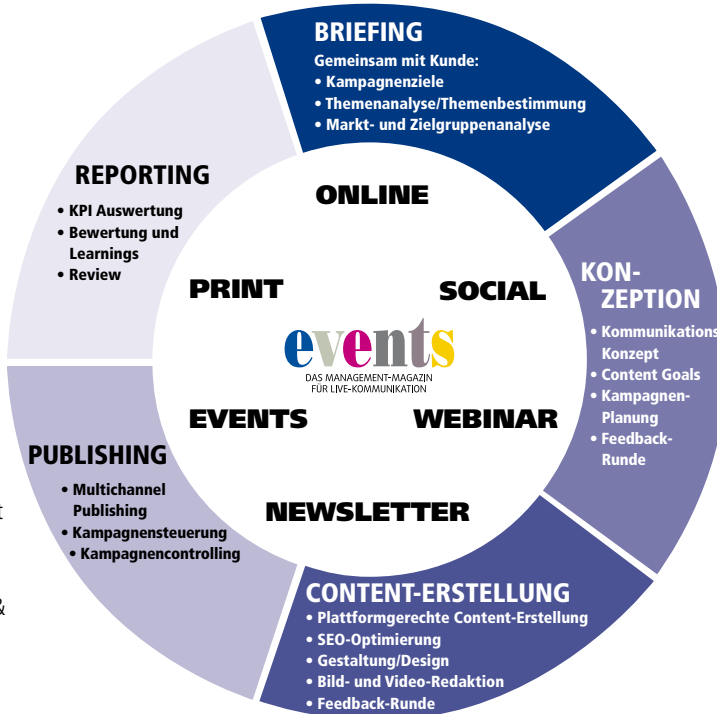 BRIEFING
Gemeinsam mit Kunde:
• Kampagnenziele
• Themenanalyse/Themenbestimmung
• Markt- und Zielgruppenanalyse
KON-
ZEPTION
• Kommunikations
Konzept
• Content Goals
• Kampagnen-
Planung
• Feedback-
Runde
CONTENT-ERSTELLUNG
• Plattformgerechte Content-Erstellung
• SEO-Optimierung
• Gestaltung/Design
• Bild- und Video-Redaktion
• Feedback-Runde
PUBLISHING
• Multichannel
Publishing
• Kampagnensteuerung
• Kampagnencontrolling
REPORTING
• KPI Auswertung
• Bewertung und
Learnings
• Review
ONLINE
PRINT
SOCIAL
events
DAS MANAGEMENT-MAGAZIN
FÜR LIVE-KOMMUNIKATION
EVENTS
WEBINAR
NEWSLETTER
t
&